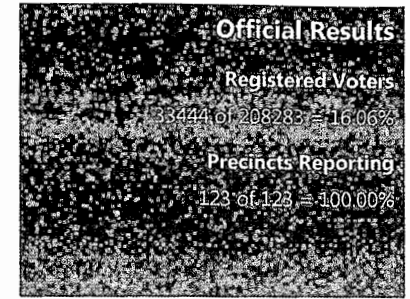 Official Results
Registered Voters
33444 of 208283 = 16.06%
Precincts Reporting
123 of 123 = 100.00%